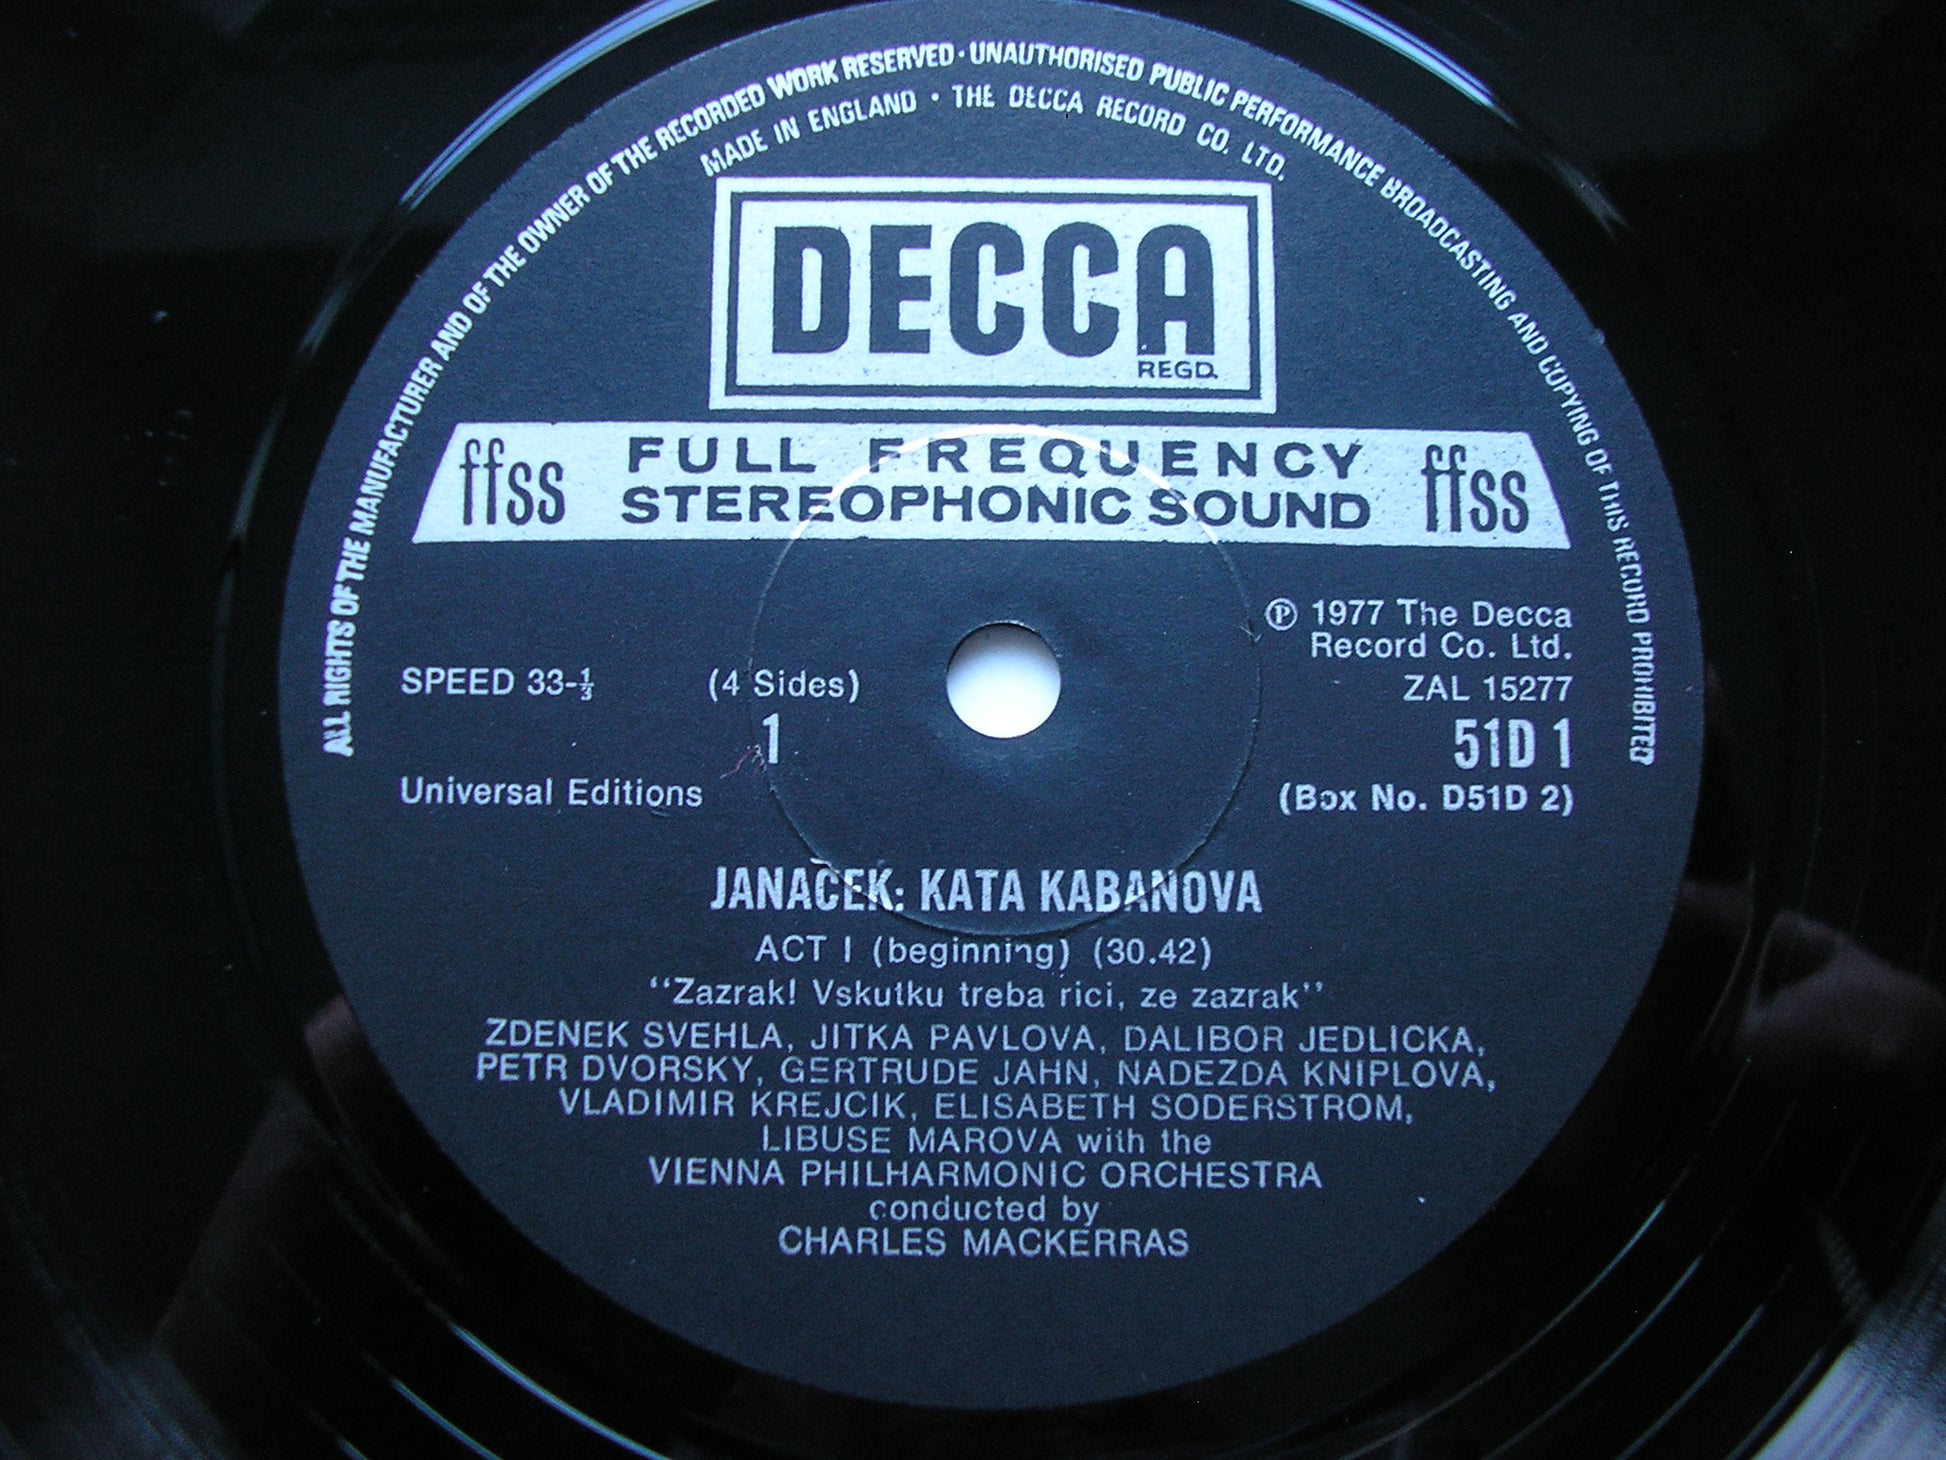 ALL RIGHTS OF THE MANUFACTURER AND OF THE OWNER OF THE RECORDED WORK RESERVED · UNAUTHORISED PUBLIC PERFORMANCE BROADCASTING AND COPYING OF THIS RECORD PROHIBITED
MADE IN ENGLAND · THE DECCA RECORD CO. LTD.
DECCA
REGD.
ffss FULL FREQUENCY STEREOPHONIC SOUND ffss
℗ 1977 The Decca
Record Co. Ltd.
SPEED 33-⅓ (4 Sides) ZAL 15277
1 51D 1
Universal Editions (Box No. D51D 2)
JANAČEK: KATA KABANOVA
ACT I (beginning) (30.42)
“Zazrak! Vskutku treba rici, ze zazrak”
ZDENEK SVEHLA, JITKA PAVLOVA, DALIBOR JEDLICKA,
PETR DVORSKY, GERTRUDE JAHN, NADEZDA KNIPLOVA,
VLADIMIR KREJCIK, ELISABETH SODERSTROM,
LIBUSE MAROVA with the
VIENNA PHILHARMONIC ORCHESTRA
conducted by
CHARLES MACKERRAS